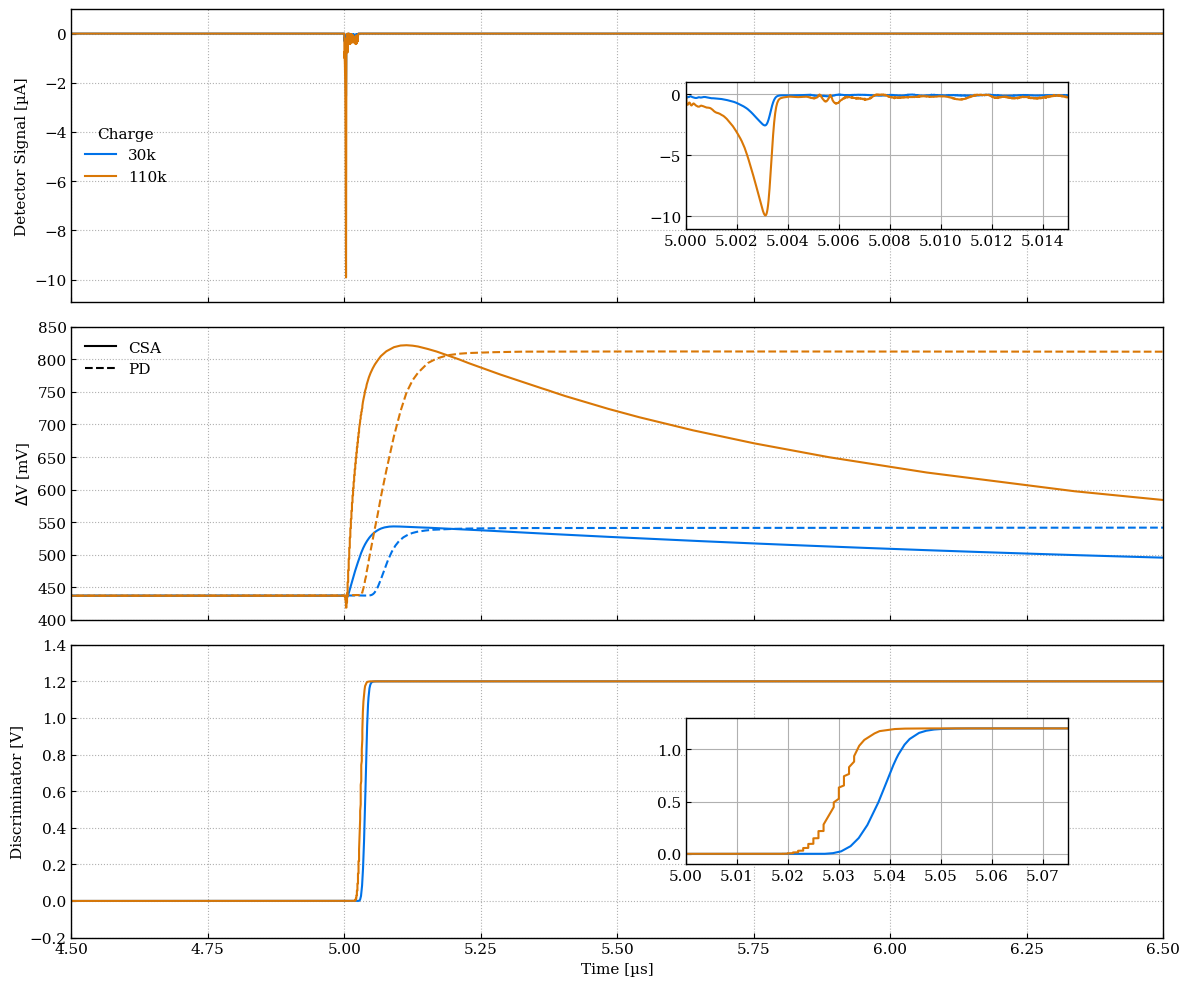 0
−2
−4
−6
−8
−10
Detector Signal [µA]
Charge
30k
110k
0
−5
−10
5.000 5.002 5.004 5.006 5.008 5.010 5.012 5.014
850
800
750
700
650
600
550
500
450
400
ΔV [mV]
CSA
PD
1.4
1.2
1.0
0.8
0.6
0.4
0.2
0.0
−0.2
Discriminator [V]
1.0
0.5
0.0
5.00 5.01 5.02 5.03 5.04 5.05 5.06 5.07
4.50 4.75 5.00 5.25 5.50 5.75 6.00 6.25 6.50
Time [µs]